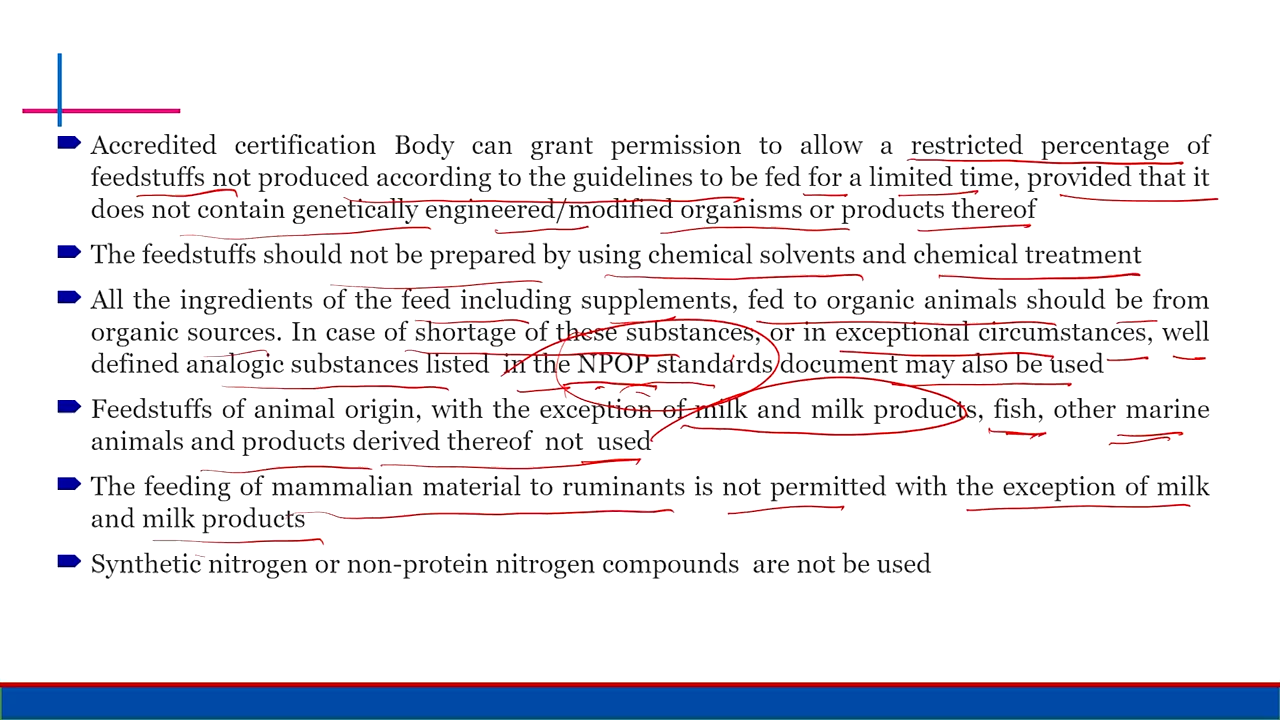 Accredited certification Body can grant permission to allow a restricted percentage of
feedstuffs not produced according to the guidelines to be fed for a limited time, provided that it
does not contain genetically engineered/modified organisms or products thereof
The feedstuffs should not be prepared by using chemical solvents and chemical treatment
All the ingredients of the feed including supplements, fed to organic animals should be from
organic sources. In case of shortage of these substances, or in exceptional circumstances, well
defined analogic substances listed in the NPOP standards document may also be used
Feedstuffs of animal origin, with the exception of milk and milk products, fish, other marine
animals and products derived thereof not used
The feeding of mammalian material to ruminants is not permitted with the exception of milk
and milk products
Synthetic nitrogen or non-protein nitrogen compounds are not be used